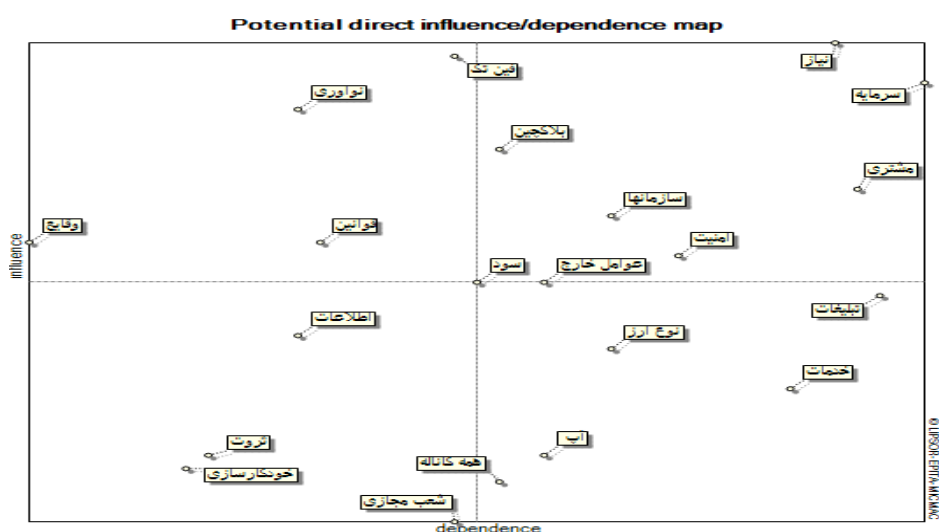 Potential direct influence/dependence map
نیاز
فین تک
سرمایه
نوآوری
بلاکچین
مشتری
سازمانها
وقایع
قوانین
امنیت
سود
عوامل خارج
تبلیغات
اطلاعات
نوع ارز
خدمات
ثروت
آپ
همه کاناله
خودکارسازی
شعب مجازی
influence
dependence
© LIPSOR-EPITA-MICMAC